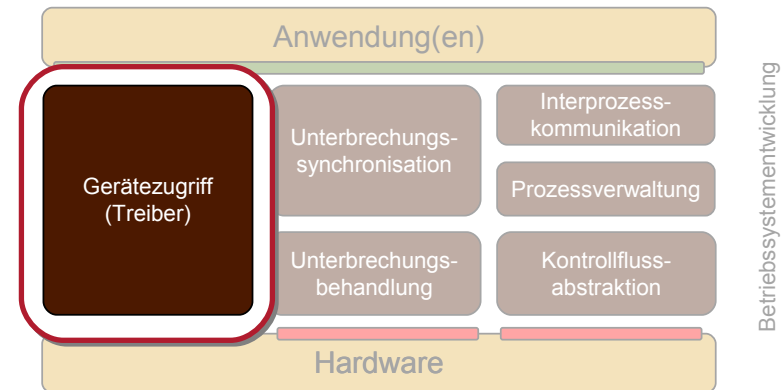 Anwendung(en)
Gerätezugriff
(Treiber)
Unterbrechungs-
synchronisation
Unterbrechungs-
behandlung
Interprozess-
kommunikation
Prozessverwaltung
Kontrollfluss-
abstraktion
Hardware
Betriebssystementwicklung